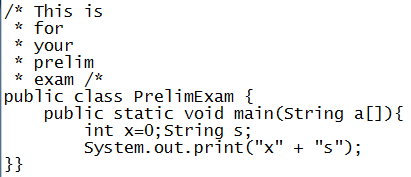 /* This is
 * for
 * your
 * prelim
 * exam /*
public class PrelimExam {
    public static void main(String a[]){
        int x=0;String s;
        System.out.print("x" + "s");
}}